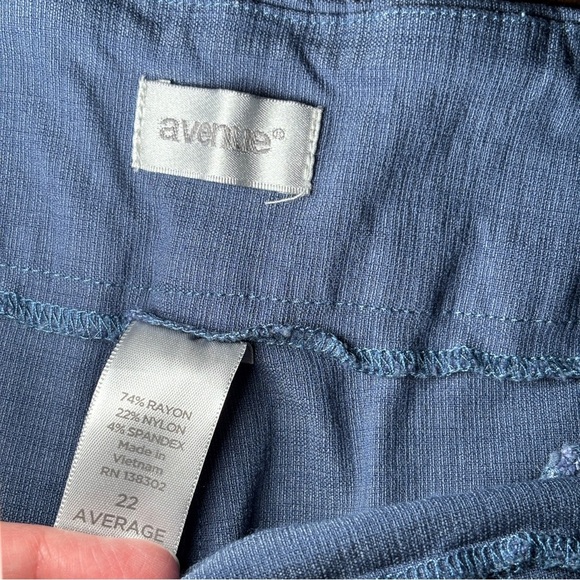 avenue®
74% RAYON
22% NYLON
4% SPANDEX
Made in
Vietnam
RN 138302
22
AVERAGE